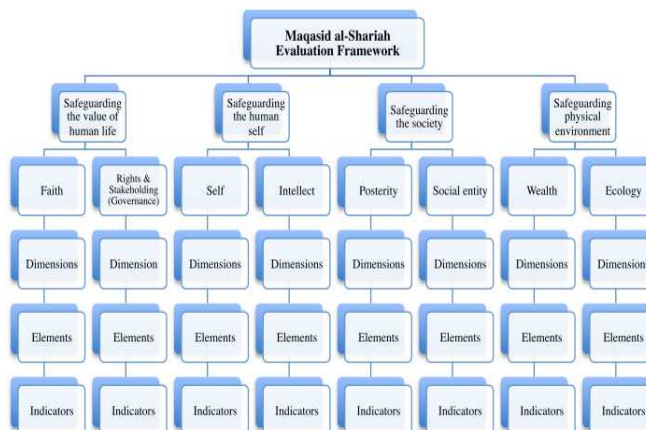 Maqasid al-Shariah
Evaluation Framework
Safeguarding
the value of
human life
Safeguarding
the human
self
Safeguarding
the society
Safeguarding
physical
environment
Faith
Rights &
Stakeholding
(Governance)
Self
Intellect
Posterity
Social entity
Wealth
Ecology
Dimensions
Dimension
Dimensions
Dimensions
Dimensions
Dimensions
Dimensions
Dimension
Elements
Elements
Elements
Elements
Elements
Elements
Elements
Elements
Indicators
Indicators
Indicators
Indicators
Indicators
Indicators
Indicators
Indicators